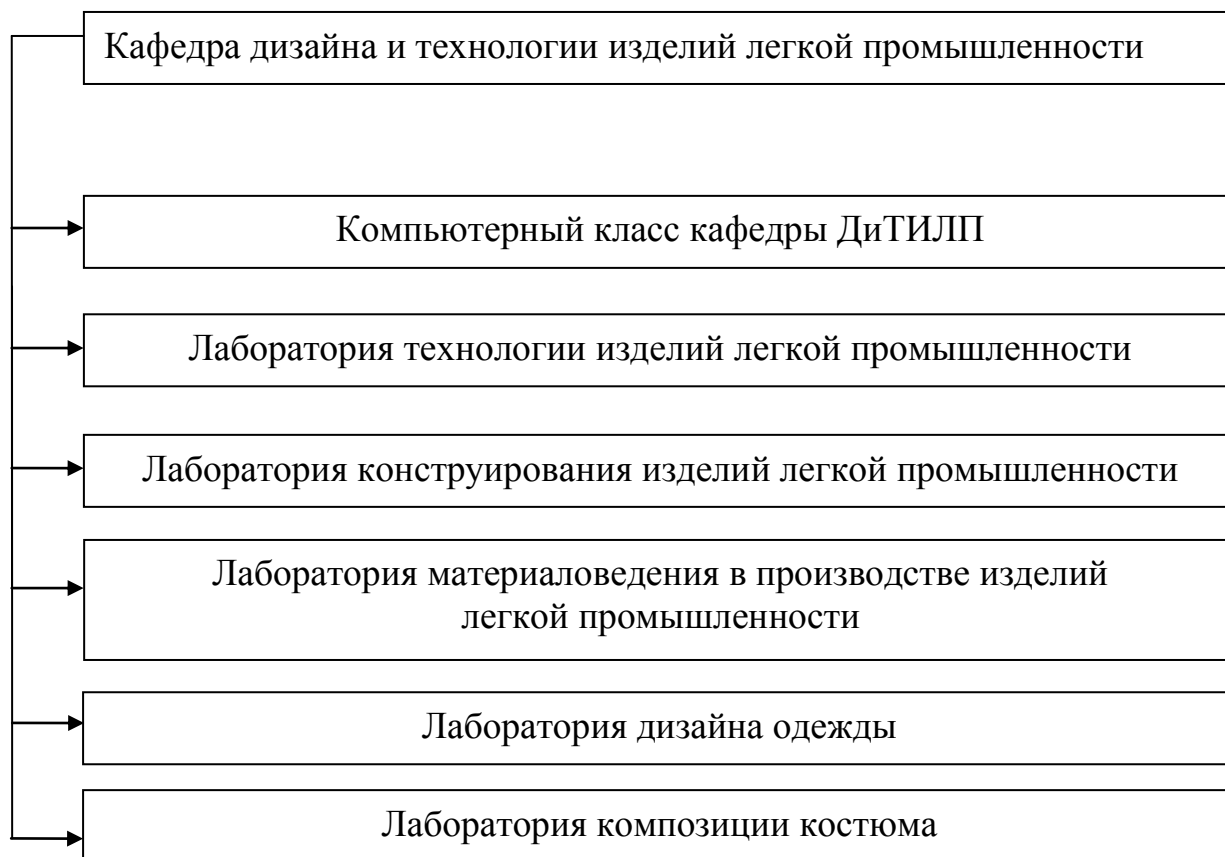 Кафедра дизайна и технологии изделий легкой промышленности
Компьютерный класс кафедры ДиТИЛП
Лаборатория технологии изделий легкой промышленности
Лаборатория конструирования изделий легкой промышленности
Лаборатория материаловедения в производстве изделий
легкой промышленности
Лаборатория дизайна одежды
Лаборатория композиции костюма